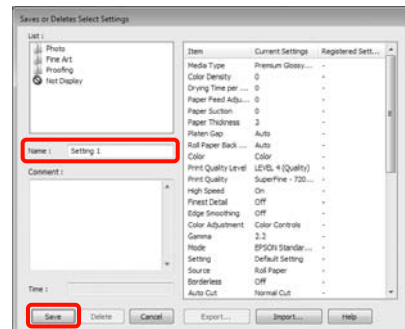 Saves or Deletes Select Settings
List :
Photo
Fine Art
Proofing
Not Display
Name : Setting 1
Comment :
Time :
Item Current Settings Registered Sett...
Media Type Premium Glossy... -
Color Density 0 -
Drying Time per ... 0 -
Paper Feed Adju... 0 -
Paper Suction 0 -
Paper Thickness 3 -
Platen Gap Auto -
Roll Paper Back ... Auto -
Color Color -
Print Quality Level LEVEL 4 (Quality) -
Print Quality SuperFine - 720... -
High Speed On -
Finest Detail Off -
Edge Smoothing Off -
Color Adjustment Color Controls -
Gamma 2.2 -
Mode EPSON Standar... -
Setting Default Setting -
Source Roll Paper -
Borderless Off -
Auto Cut Normal Cut -
Save Delete Cancel Export... Import... Help